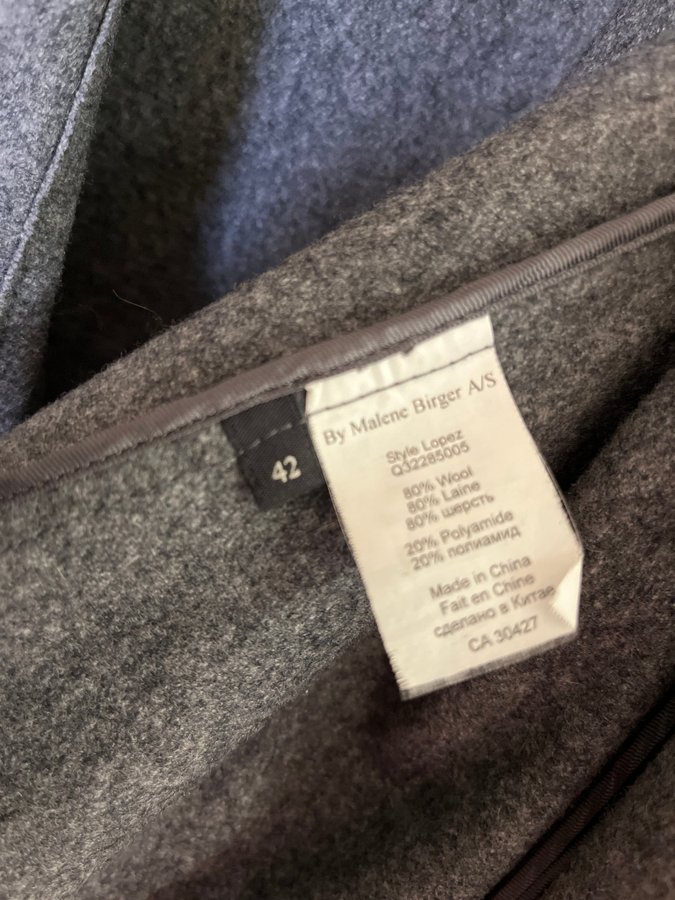 42
By Malene Birger A/S
Style Lopez
Q32285005
80% Wool
80% Laine
80% шерсть
20% Polyamide
20% полиамид
Made in China
Fait en Chine
сделано в Китае
CA 30427